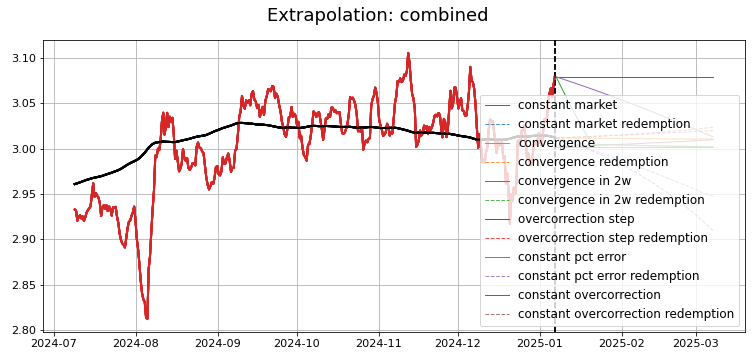 Extrapolation: combined
3.10
3.05
3.00
2.95
2.90
2.85
2.80
constant market
constant market redemption
convergence
convergence redemption
convergence in 2w
convergence in 2w redemption
overcorrection step
overcorrection step redemption
constant pct error
constant pct error redemption
constant overcorrection
constant overcorrection redemption
2024-07 2024-08 2024-09 2024-10 2024-11 2024-12 2025-01 2025-02 2025-03